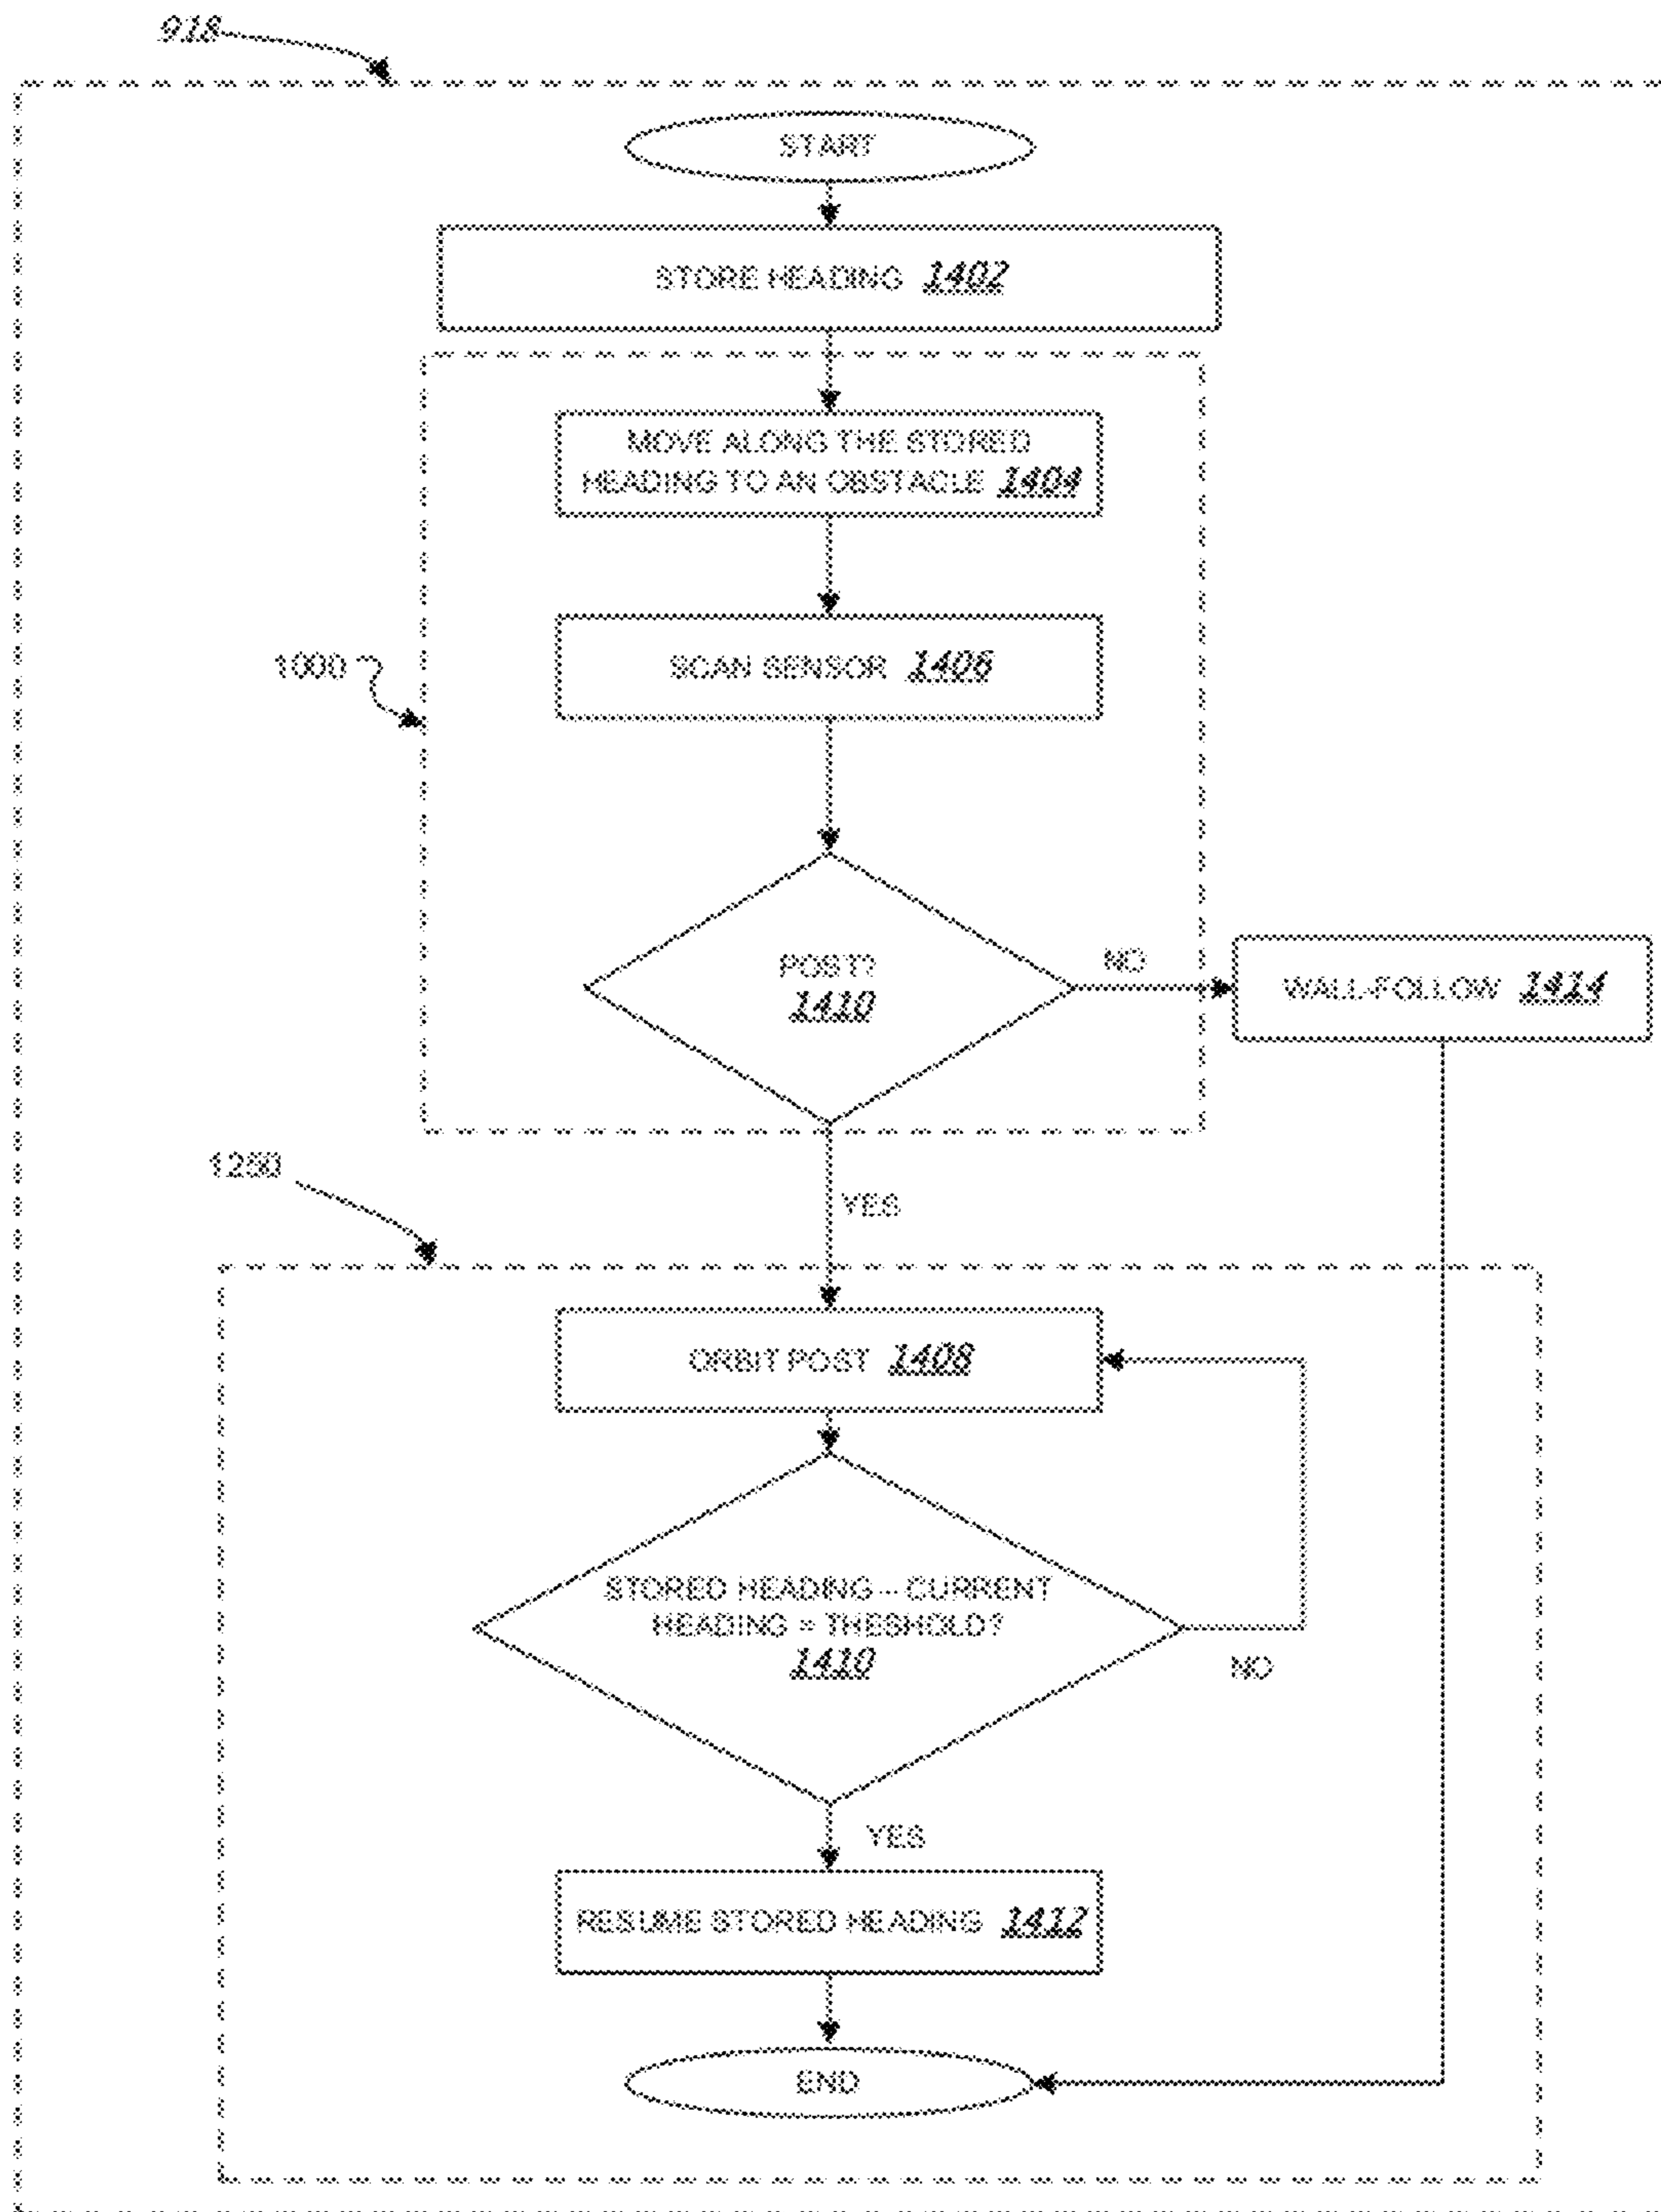 918
START
STORE HEADING 1402
MOVE ALONG THE STORED
HEADING TO AN OBSTACLE 1404
1000
SCAN SENSOR 1406
POST?
1410
NO
WALL-FOLLOW 1414
1250
YES
ORBIT POST 1408
STORED HEADING - CURRENT
HEADING = THESHOLD?
1410
NO
YES
RESUME STORED HEADING 1412
END